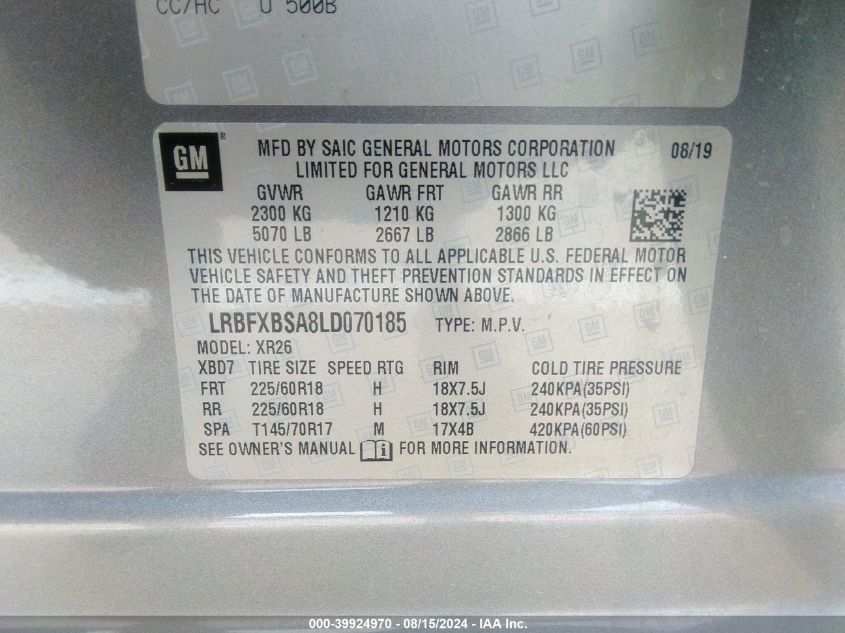 CC/HC U 500B
GM
MFD BY SAIC GENERAL MOTORS CORPORATION 08/19
LIMITED FOR GENERAL MOTORS LLC
GVWR GAWR FRT GAWR RR
2300 KG 1210 KG 1300 KG
5070 LB 2667 LB 2866 LB
THIS VEHICLE CONFORMS TO ALL APPLICABLE U.S. FEDERAL MOTOR
VEHICLE SAFETY AND THEFT PREVENTION STANDARDS IN EFFECT ON
THE DATE OF MANUFACTURE SHOWN ABOVE.
LRBFXBSA8LD070185 TYPE: M.P.V.
MODEL: XR26
XBD7 TIRE SIZE SPEED RTG RIM COLD TIRE PRESSURE
FRT 225/60R18 H 18X7.5J 240KPA(35PSI)
RR 225/60R18 H 18X7.5J 240KPA(35PSI)
SPA T145/70R17 M 17X4B 420KPA(60PSI)
SEE OWNER'S MANUAL FOR MORE INFORMATION.
000-39924970 - 08/15/2024 - IAA Inc.